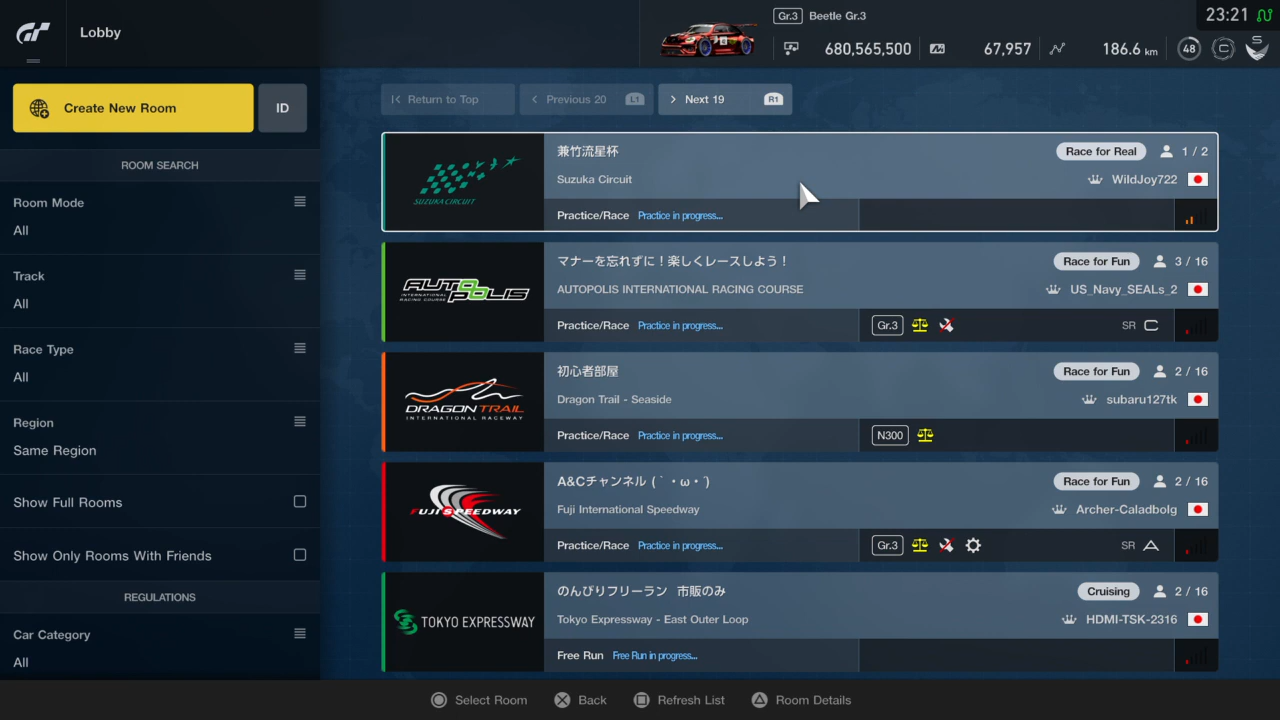 Lobby
Gr.3 Beetle Gr.3
23:21
680,565,500
67,957
186.6 km
48
C
S
Create New Room
ID
ROOM SEARCH
Room Mode
All
Track
All
Race Type
All
Region
Same Region
Show Full Rooms
Show Only Rooms With Friends
REGULATIONS
Car Category
All
Return to Top
Previous 20 L1
Next 19 R1
SUZUKA CIRCUIT
兼竹流星杯
Race for Real 1 / 2
Suzuka Circuit
WildJoy722
Practice/Race Practice in progress...
AUTOPOLIS
INTERNATIONAL RACING COURSE
マナーを忘れずに！楽しくレースしよう！
Race for Fun 3 / 16
AUTOPOLIS INTERNATIONAL RACING COURSE
US_Navy_SEALs_2
Practice/Race Practice in progress...
Gr.3
SR
DRAGON TRAIL
INTERNATIONAL RACEWAY
初心者部屋
Race for Fun 2 / 16
Dragon Trail - Seaside
subaru127tk
Practice/Race Practice in progress...
N300
FUJI SPEEDWAY
A&Cチャンネル (｀・ω・´)
Race for Fun 2 / 16
Fuji International Speedway
Archer-Caladbolg
Practice/Race Practice in progress...
Gr.3
SR
TOKYO EXPRESSWAY
のんびりフリーラン　市販のみ
Cruising 2 / 16
Tokyo Expressway - East Outer Loop
HDMI-TSK-2316
Free Run Free Run in progress...
Select Room
Back
Refresh List
Room Details